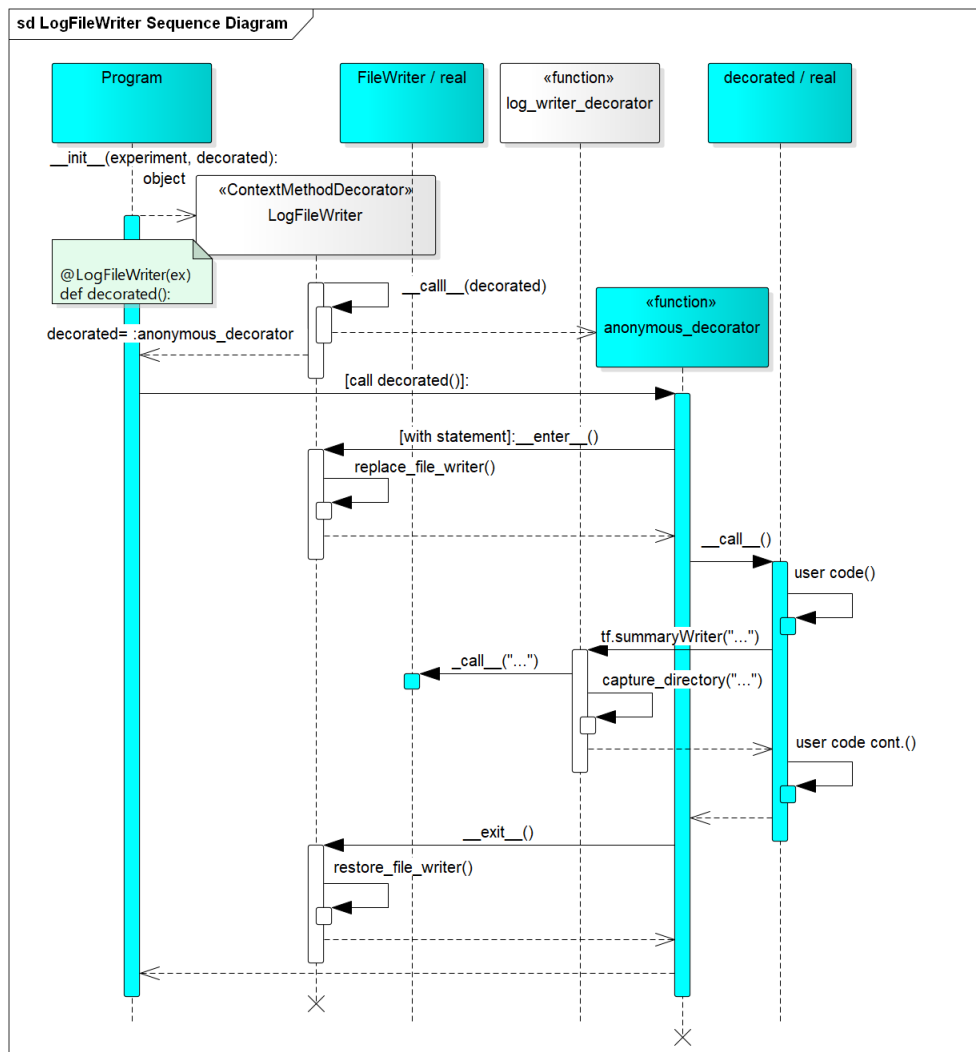 sd LogFileWriter Sequence Diagram
Program
FileWriter / real
«function»
log_writer_decorator
decorated / real
__init__(experiment, decorated):
object
«ContextMethodDecorator»
LogFileWriter
@LogFileWriter(ex)
def decorated():
__calll__(decorated)
«function»
anonymous_decorator
decorated= :anonymous_decorator
[call decorated()]:
[with statement]:__enter__()
replace_file_writer()
__call__()
user code()
tf.summaryWriter("...")
_call__("...")
capture_directory("...")
user code cont.()
__exit__()
restore_file_writer()